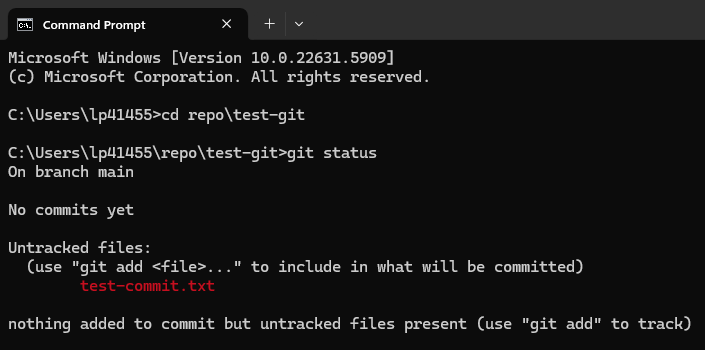 Command Prompt
Microsoft Windows [Version 10.0.22631.5909]
(c) Microsoft Corporation. All rights reserved.
C:\Users\lp41455>cd repo\test-git
C:\Users\lp41455\repo\test-git>git status
On branch main
No commits yet
Untracked files:
  (use "git add <file>..." to include in what will be committed)
        test-commit.txt
nothing added to commit but untracked files present (use "git add" to track)